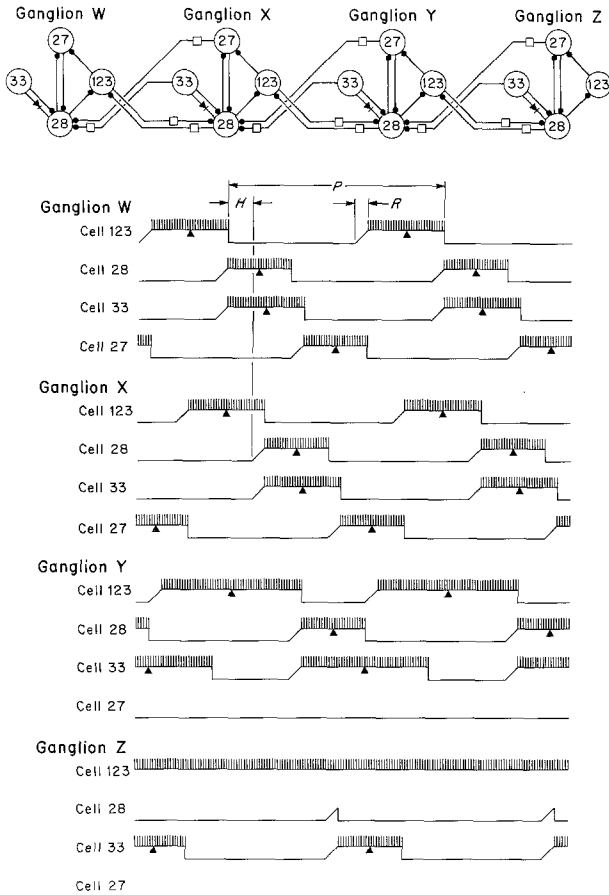 Ganglion W Ganglion X Ganglion Y Ganglion Z
27 27 27 27
33 123 33 123 33 123 33 123
28 28 28 28
P
H R
Ganglion W
Cell 123
Cell 28
Cell 33
Cell 27
Ganglion X
Cell 123
Cell 28
Cell 33
Cell 27
Ganglion Y
Cell 123
Cell 28
Cell 33
Cell 27
Ganglion Z
Cell 123
Cell 28
Cell 33
Cell 27